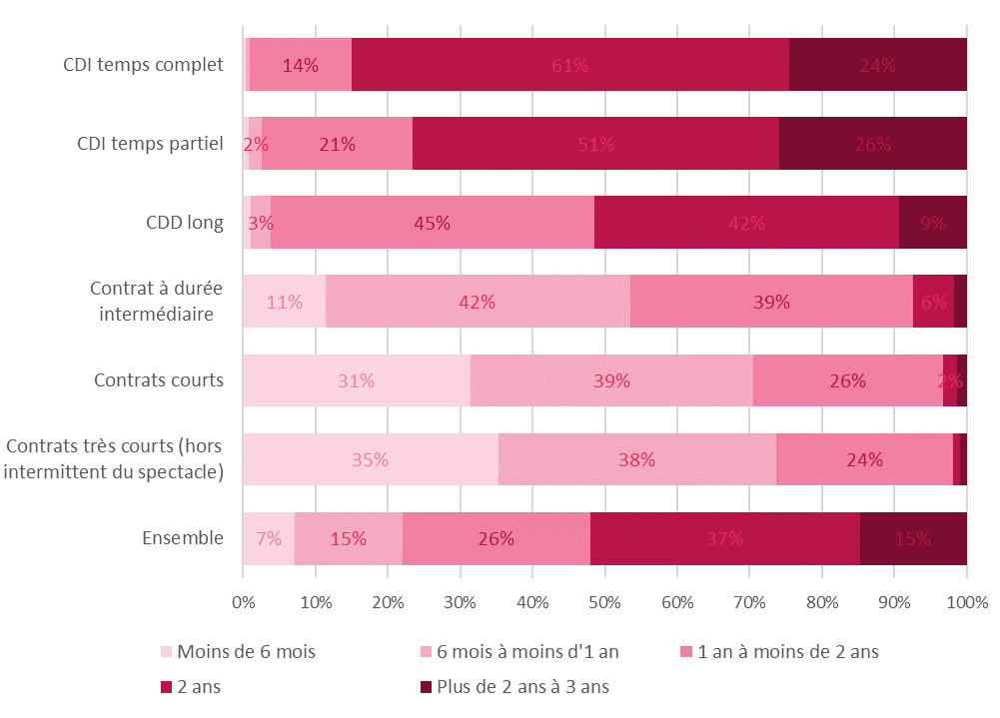 CDI temps complet
14% 61% 24%
CDI temps partiel
2% 21% 51% 26%
CDD long
3% 45% 42% 9%
Contrat à durée
intermédiaire
11% 42% 39% 6%
Contrats courts
31% 39% 26% 2%
Contrats très courts (hors
intermittent du spectacle)
35% 38% 24%
Ensemble
7% 15% 26% 37% 15%
0% 10% 20% 30% 40% 50% 60% 70% 80% 90% 100%
Moins de 6 mois 6 mois à moins d'1 an 1 an à moins de 2 ans
2 ans Plus de 2 ans à 3 ans